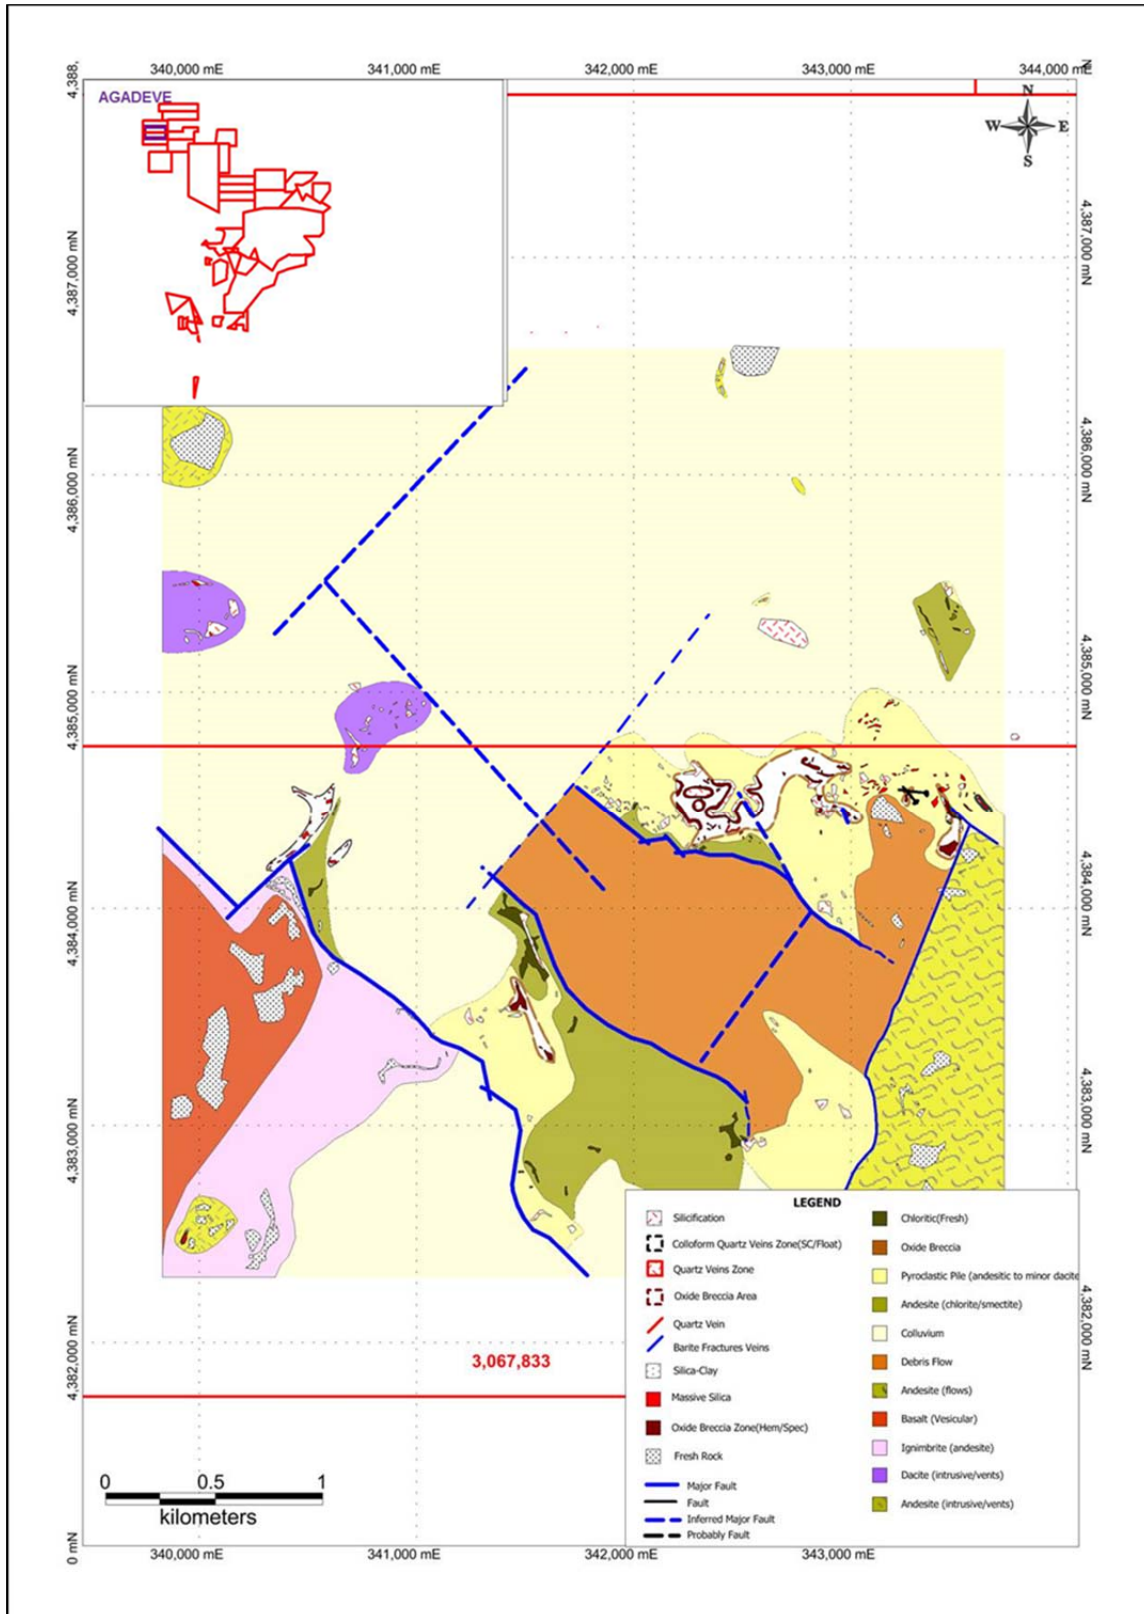 340,000 mE 341,000 mE 342,000 mE 343,000 mE 344,000 mE
4,388,
N
AGADEVE
N
W E
S
4,387,000 mN
4,387,000 mN
4,386,000 mN
4,386,000 mN
4,385,000 mN
4,385,000 mN
4,384,000 mN
4,384,000 mN
4,383,000 mN
4,383,000 mN
4,382,000 mN
4,382,000 mN
0 mN
3,067,833
0 0.5 1
kilometers
LEGEND
Silicification
Colloform Quartz Veins Zone(SC/Float)
Quartz Veins Zone
Oxide Breccia Area
Quartz Vein
Barite Fractures Veins
Silica-Clay
Massive Silica
Oxide Breccia Zone(Hem/Spec)
Fresh Rock
Major Fault
Fault
Inferred Major Fault
Probably Fault
Chloritic(Fresh)
Oxide Breccia
Pyroclastic Pile (andesitic to minor dacite
Andesite (chlorite/smectite)
Colluvium
Debris Flow
Andesite (flows)
Basalt (Vesicular)
Ignimbrite (andesite)
Dacite (intrusive/vents)
Andesite (intrusive/vents)
340,000 mE 341,000 mE 342,000 mE 343,000 mE